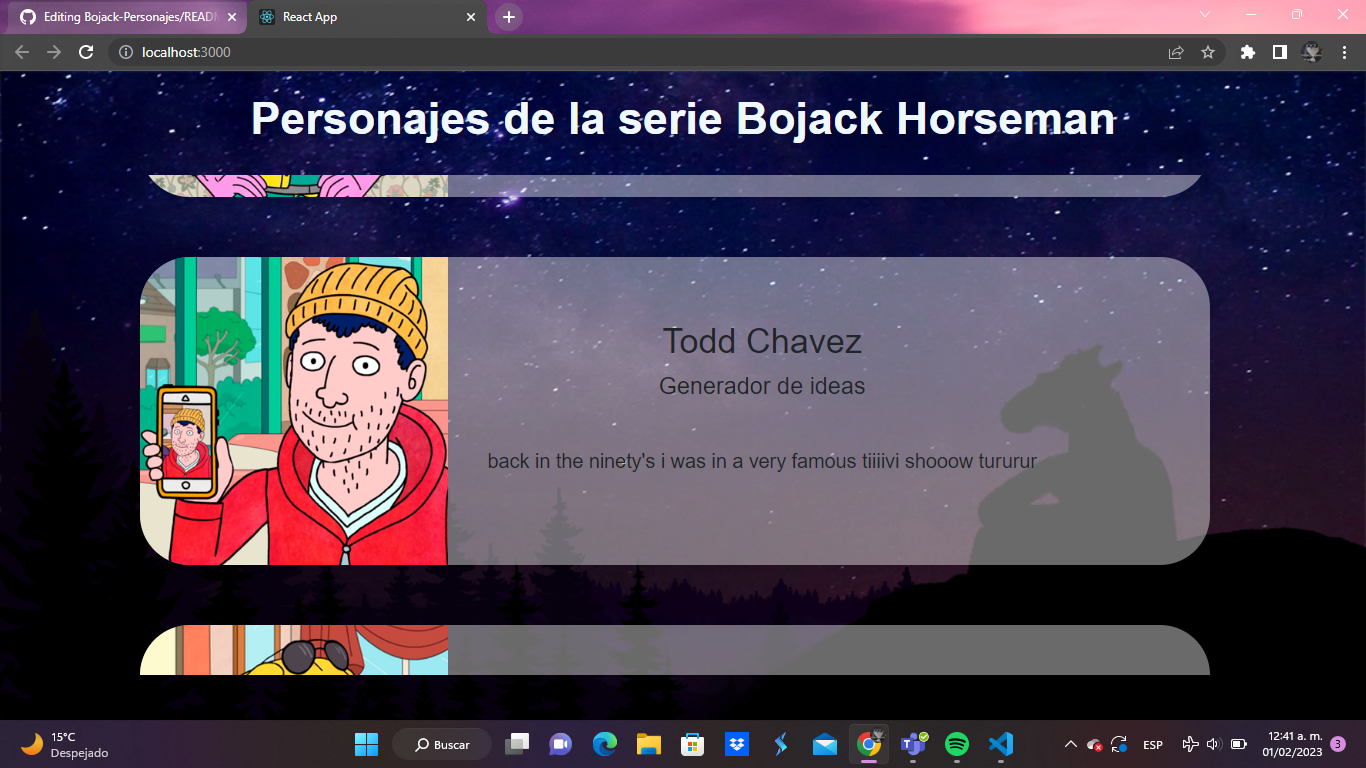 Editing Bojack-Personajes/READM
React App
localhost:3000
Personajes de la serie Bojack Horseman
Todd Chavez
Generador de ideas
back in the ninety's i was in a very famous tiiiivi shooow tururur
15°C
Despejado
Buscar
ESP
12:41 a. m.
01/02/2023
3